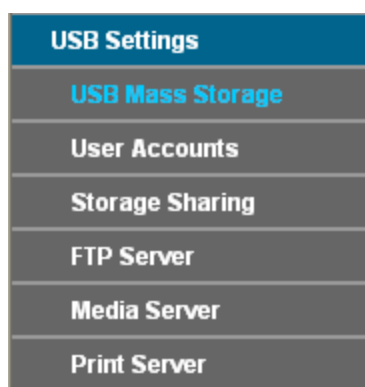 USB Settings
USB Mass Storage
User Accounts
Storage Sharing
FTP Server
Media Server
Print Server